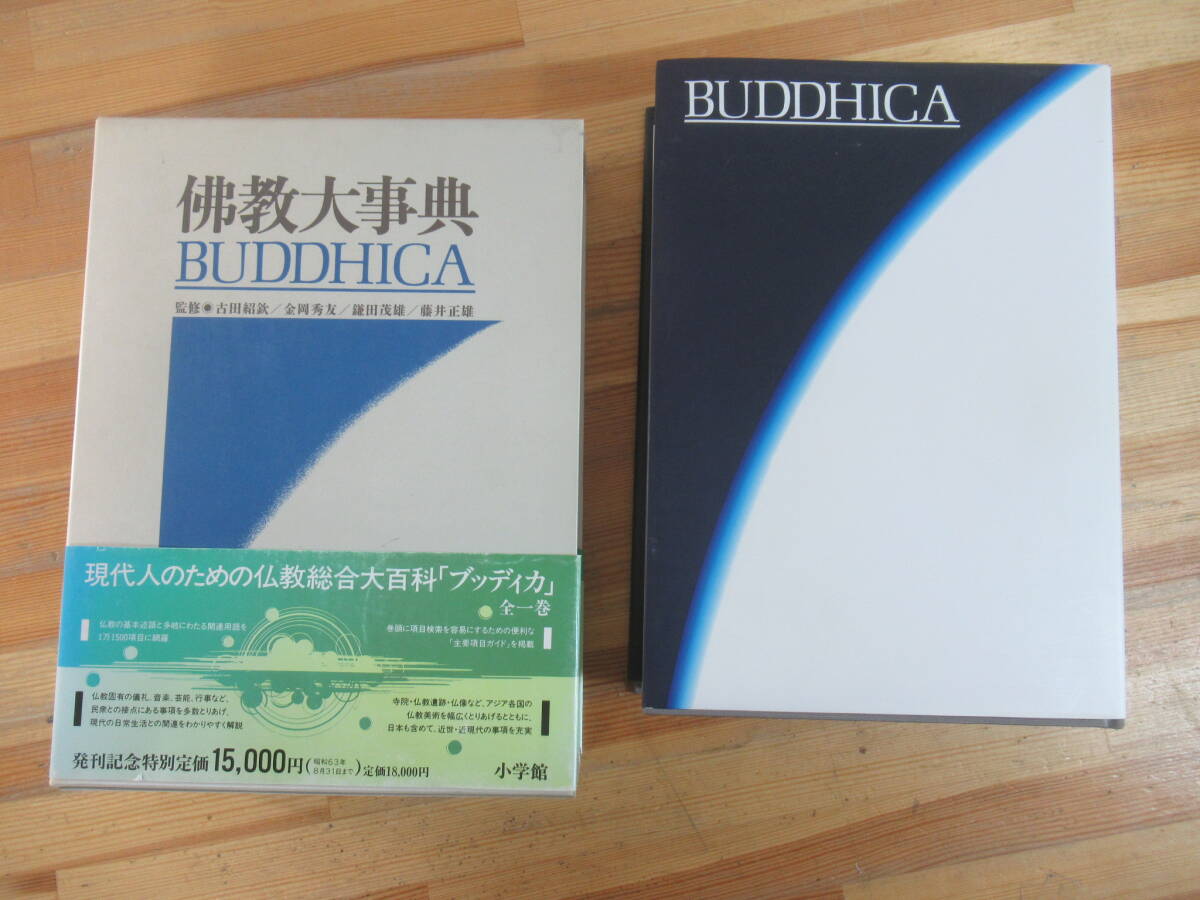 佛教大事典
BUDDHICA
監修◉古田紹欽／金岡秀友／鎌田茂雄／藤井正雄
現代人のための仏教総合大百科「ブッディカ」
全一巻
仏教の基本述語と多岐にわたる関連用語を
1万1500項目に網羅
巻頭に項目検索を容易にするための便利な
「主要項目ガイド」を掲載
仏教固有の儀礼、音楽、芸能、行事など、
民衆との接点にある事項を多数とりあげ、
現代の日常生活との関連をわかりやすく解説
寺院・仏教遺跡・仏像など、アジア各国の
仏教美術を幅広くとりあげるとともに、
日本も含めて、近世・近現代の事項を充実
発刊記念特別定価15,000円(昭和63年8月31日まで)定価18,000円
小学館
BUDDHICA